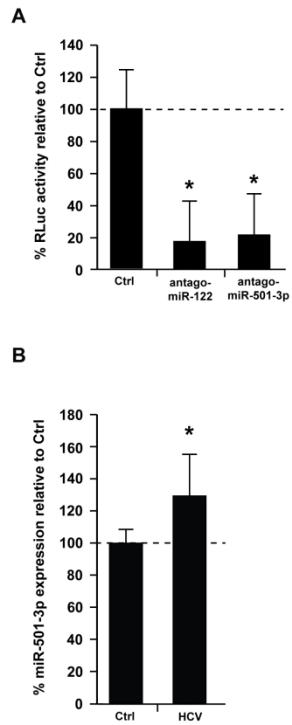 A
% RLuc activity relative to Ctrl
140
120
100
80
60
40
20
0
*
*
Ctrl
antago-
miR-122
antago-
miR-501-3p
B
% miR-501-3p expression relative to Ctrl
180
160
140
120
100
80
60
40
20
0
*
Ctrl
HCV